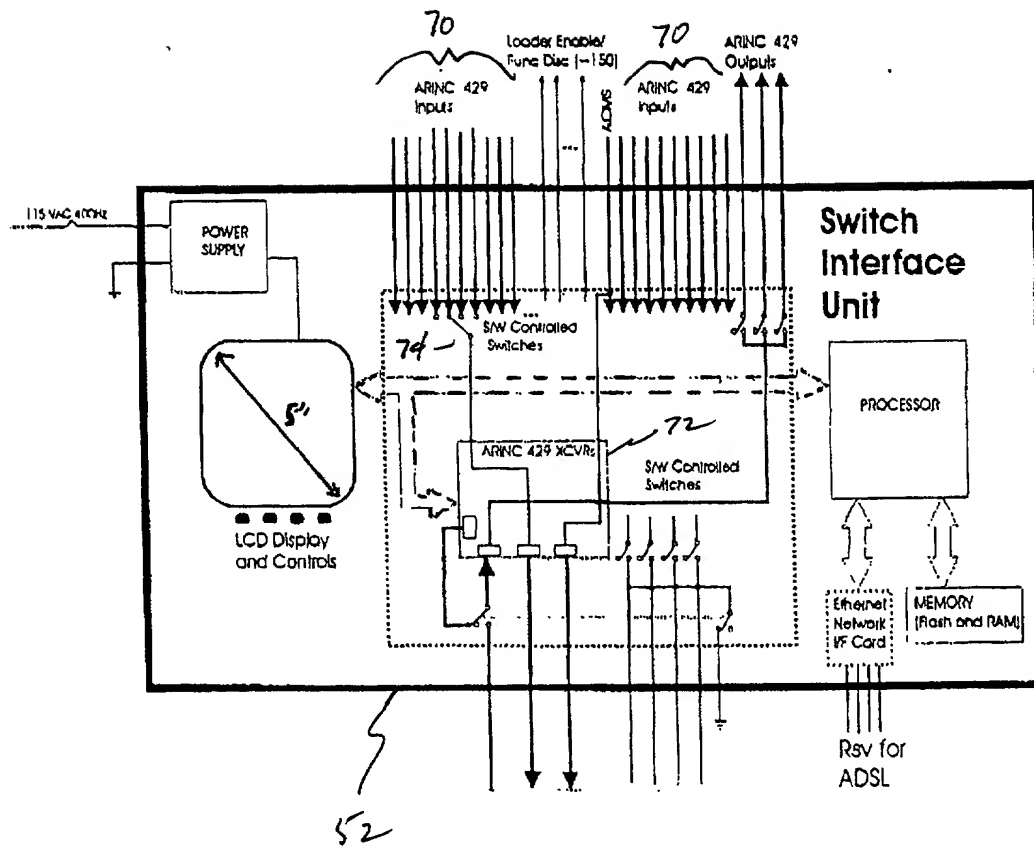 70
Loader Enable/
Func Disc (~150)
70
ARINC 429
Outputs
ARINC 429
Inputs
ARINC 429
Inputs
115 VAC 400Hz
POWER
SUPPLY
Switch
Interface
Unit
...
S/W Controlled
Switches
74
5"
PROCESSOR
72
ARINC 429 XCVRs
S/W Controlled
Switches
LCD Display
and Controls
Ethernet
Network
I/F Card
MEMORY
(Flash and RAM)
Rsv for
ADSL
52